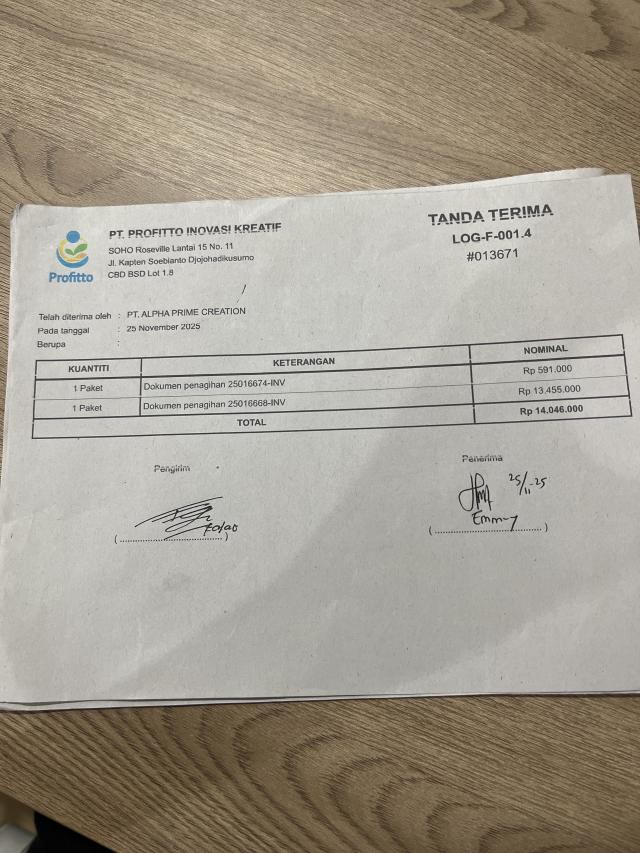 PT. PROFITTO INOVASI KREATIF
SOHO Roseville Lantai 15 No. 11
Jl. Kapten Soebianto Djojohadikusumo
CBD BSD Lot 1.8
Profitto
TANDA TERIMA
LOG-F-001.4
#013671
Telah diterima oleh : PT. ALPHA PRIME CREATION
Pada tanggal : 25 November 2025
Berupa :
KUANTITI KETERANGAN NOMINAL
1 Paket Dokumen penagihan 25016674-INV Rp 591.000
1 Paket Dokumen penagihan 25016668-INV Rp 13.455.000
TOTAL Rp 14.046.000
Pengirim Penerima
25/11-25
Emmy